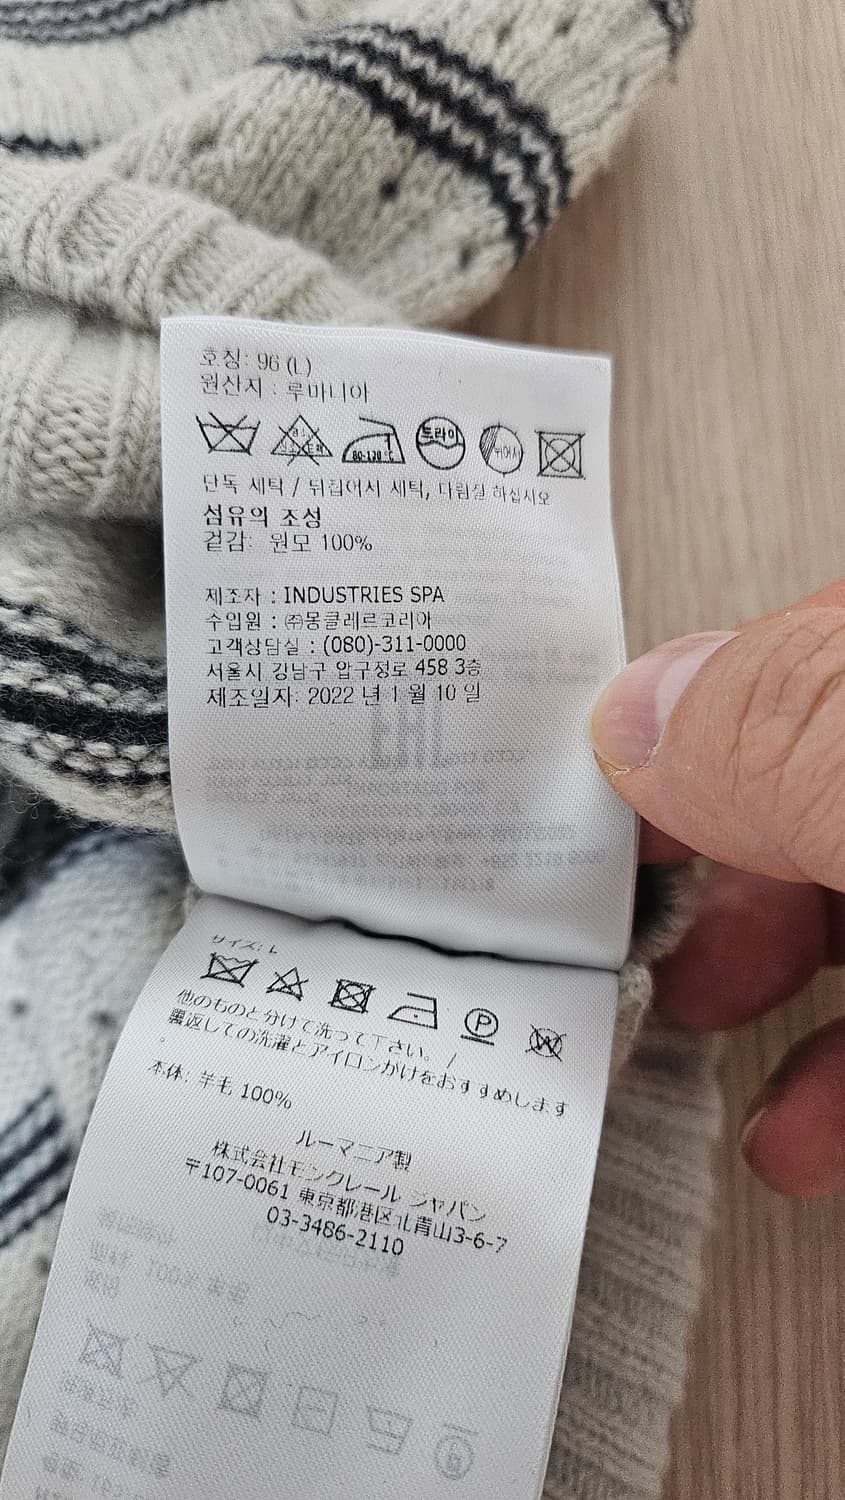 호칭: 96 (L)
원산지 : 루마니아
80-120°C 드라이 뉘어서
단독 세탁 / 뒤집어서 세탁, 다림질 하십시오
섬유의 조성
겉감: 원모 100%
제조자 : INDUSTRIES SPA
수입원 : ㈜몽클레르코리아
고객상담실 : (080)-311-0000
서울시 강남구 압구정로 458 3층
제조일자: 2022 년 1 월 10 일
サイズ: L
P W
他のものと分けて洗って下さい。 /
裏返しての洗濯とアイロンがけをおすすめします
。
本体: 羊毛 100%
ルーマニア製
株式会社モンクレール ジャパン
〒107-0061 東京都港区北青山3-6-7
03-3486-2110